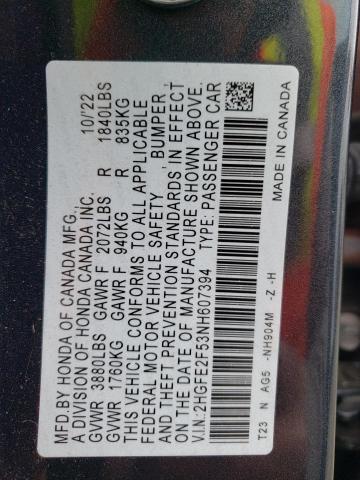 MFD.BY HONDA OF CANADA MFG. 10/'22
A DIVISION OF HONDA CANADA INC.
GVWR 3880LBS GAWR F 2072LBS R 1840LBS
GVWR 1760KG GAWR F 940KG R 835KG
THIS VEHICLE CONFORMS TO ALL APPLICABLE
FEDERAL MOTOR VEHICLE SAFETY, BUMPER,
AND THEFT PREVENTION STANDARDS IN EFFECT
ON THE DATE OF MANUFACTURE SHOWN ABOVE.
V.I.N.:2HGFE2F53NH607394 TYPE: PASSENGER CAR
T23 N AG5 -NH904M -Z -H MADE IN CANADA